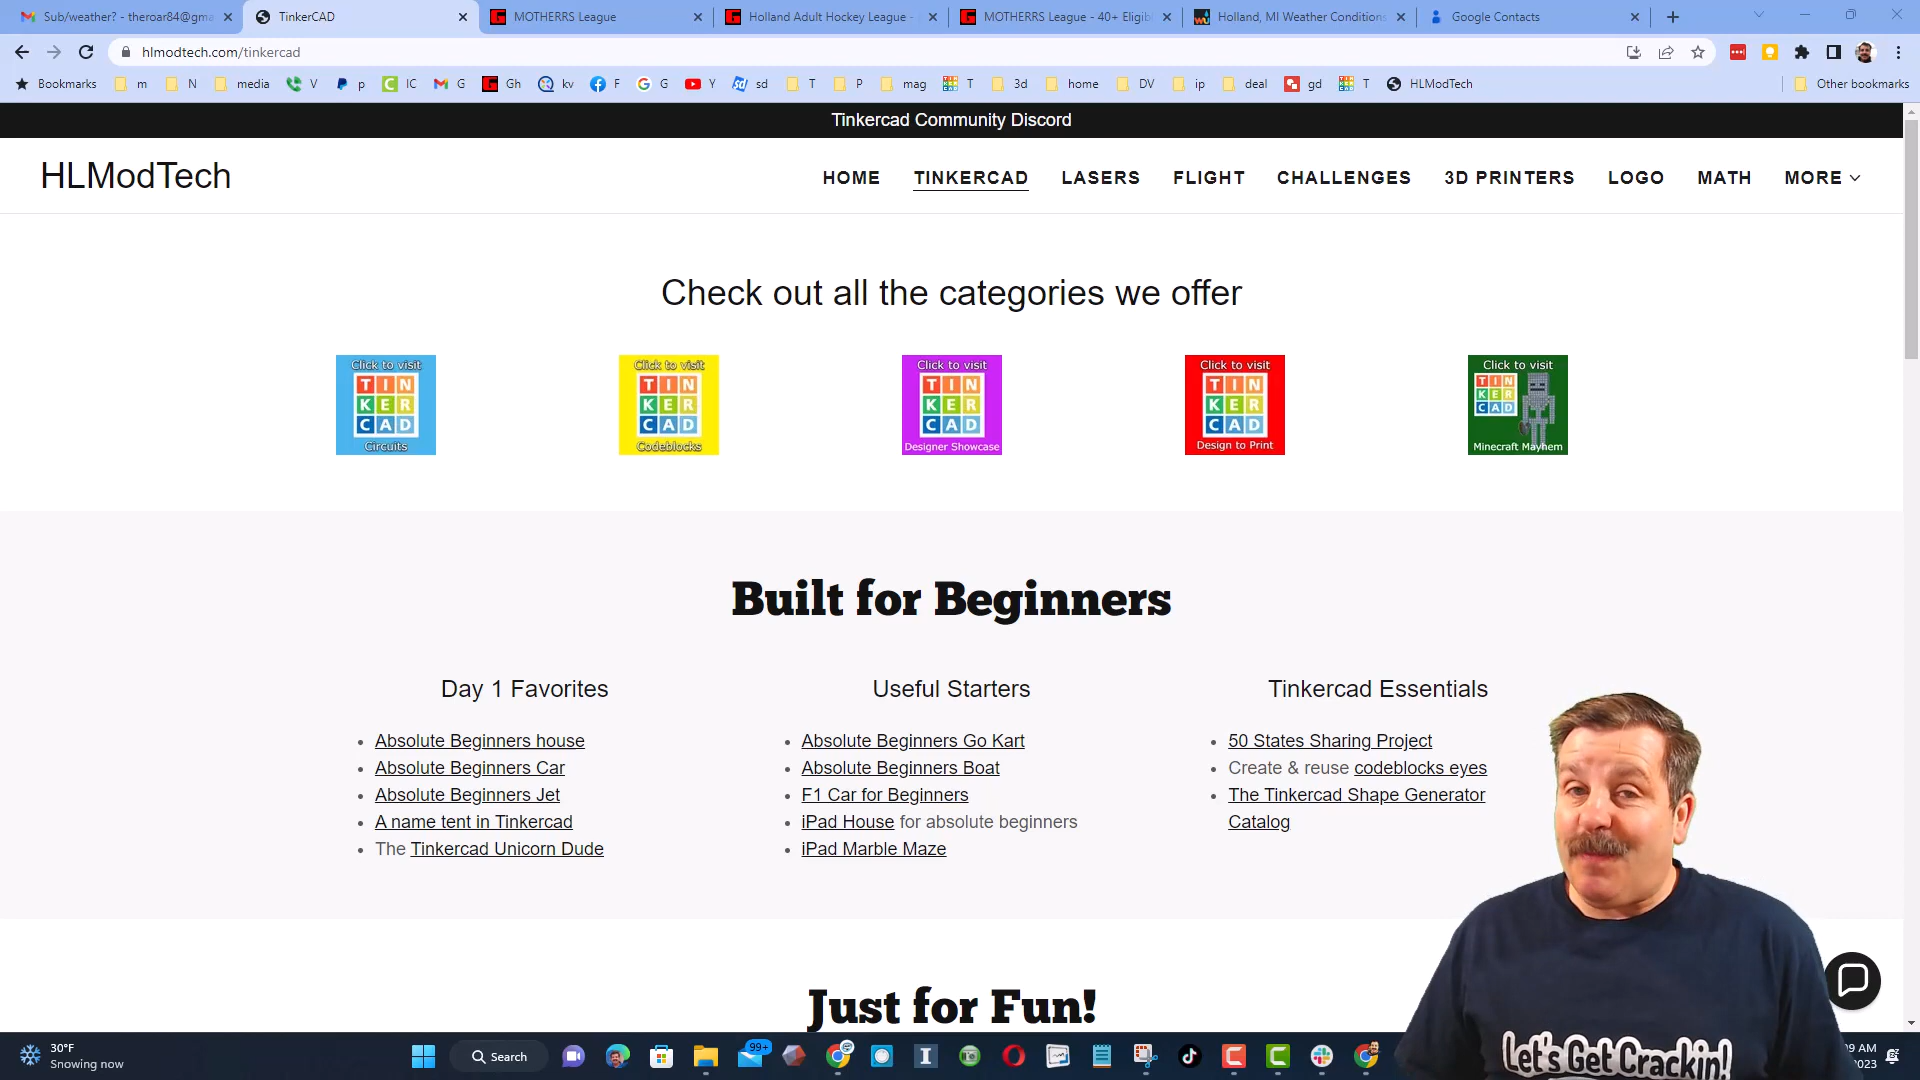 Sub/weather? - theroar84@gma
TinkerCAD
MOTHERRS League
Holland Adult Hockey League -
MOTHERRS League - 40+ Eligib
Holland, MI Weather Conditions
Google Contacts
hlmodtech.com/tinkercad
Bookmarks m N media V p IC G Gh kv F G Y sd T P mag T 3d home DV ip deal gd T HLModTech Other bookmarks
Tinkercad Community Discord
HLModTech
HOME TINKERCAD LASERS FLIGHT CHALLENGES 3D PRINTERS LOGO MATH MORE
Check out all the categories we offer
Click to visit
TIN
KER
CAD
Circuits
Click to visit
TIN
KER
CAD
Codeblocks
Click to visit
TIN
KER
CAD
Designer Showcase
Click to visit
TIN
KER
CAD
Design to Print
Click to visit
TIN
KER
CAD
Minecraft Mayhem
Built for Beginners
Day 1 Favorites
Absolute Beginners house
Absolute Beginners Car
Absolute Beginners Jet
A name tent in Tinkercad
The Tinkercad Unicorn Dude
Useful Starters
Absolute Beginners Go Kart
Absolute Beginners Boat
F1 Car for Beginners
iPad House for absolute beginners
iPad Marble Maze
Tinkercad Essentials
50 States Sharing Project
Create & reuse codeblocks eyes
The Tinkercad Shape Generator
Catalog
Just for Fun!
Let's Get Crackin!
30°F
Snowing now
Search
99+
9 AM
2023